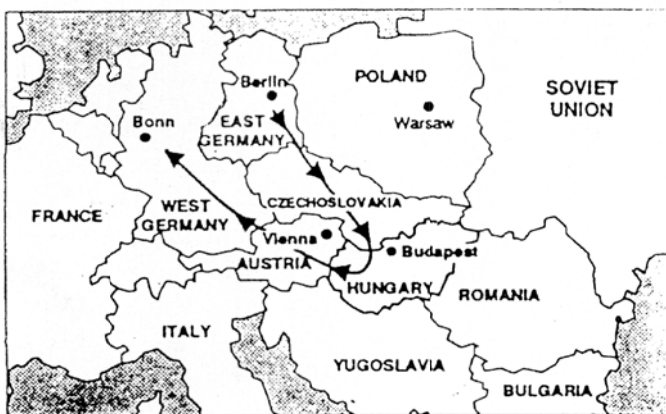 Berlin
POLAND
SOVIET
UNION
Bonn
EAST
GERMANY
Warsaw
CZECHOSLOVAKIA
FRANCE
WEST
GERMANY
Vienna
Budapest
AUSTRIA
HUNGARY
ROMANIA
ITALY
YUGOSLAVIA
BULGARIA